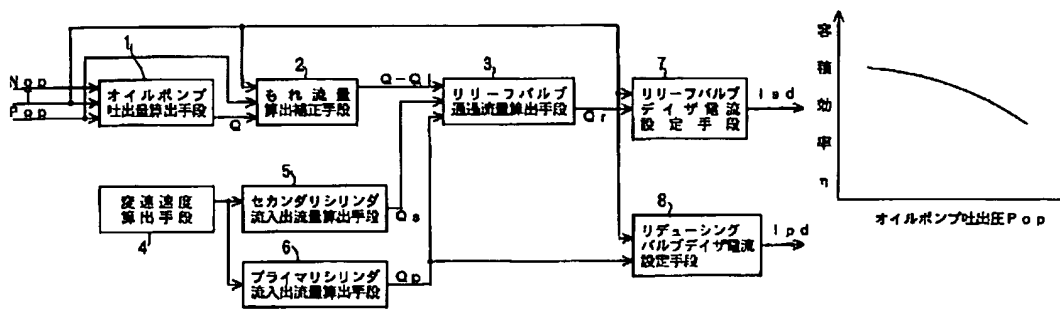 Nop
Pop
1
オイルポンプ
吐出量算出手段
Q
2
もれ流量
算出補正手段
Q-Ql
3
リリーフバルブ
通過流量算出手段
Qr
7
リリーフバルブ
デイザ電流
設定手段
Isd
変速速度
算出手段
4
5
セカンダリシリンダ
流入出流量算出手段
Qs
6
プライマリシリンダ
流入出流量算出手段
Qp
8
リデューシング
バルブデイザ電流
設定手段
Ipd
容積効率η
オイルポンプ吐出圧Pop